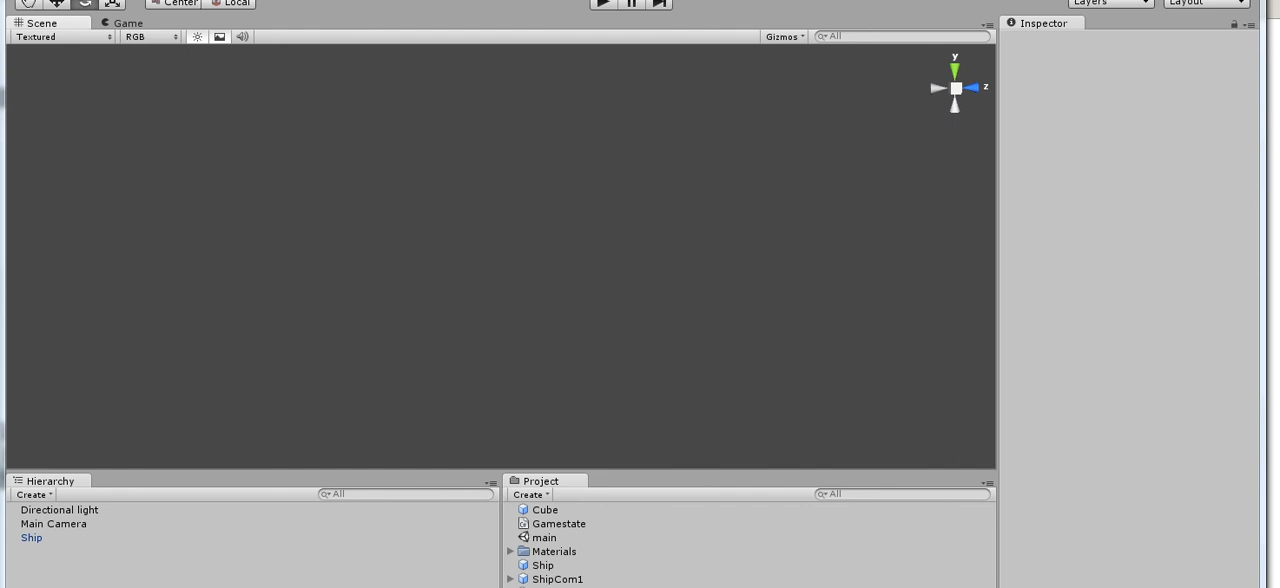 Center Local Layers Layout
Scene Game Inspector
Textured RGB Gizmos All
y
z
Hierarchy Project
Create All Create All
Directional light Cube
Main Camera Gamestate
Ship main
Materials
Ship
ShipCom1